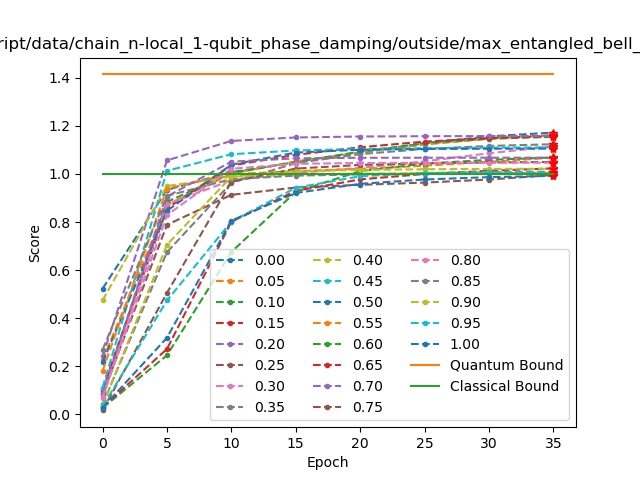 ript/data/chain_n-local_1-qubit_phase_damping/outside/max_entangled_bell_
1.4
1.2
1.0
0.8
0.6
0.4
0.2
0.0
Score
0.00 0.40 0.80
0.05 0.45 0.85
0.10 0.50 0.90
0.15 0.55 0.95
0.20 0.60 1.00
0.25 0.65 Quantum Bound
0.30 0.70 Classical Bound
0.35 0.75
0 5 10 15 20 25 30 35
Epoch